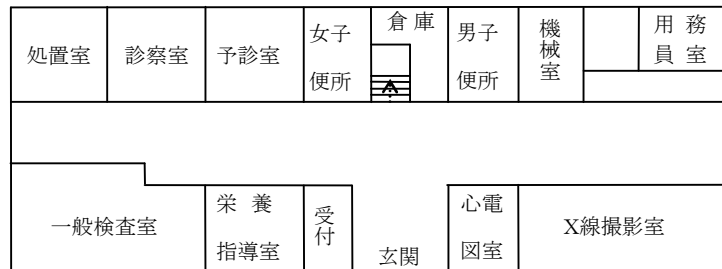 処置室
診察室
予診室
女子
便所
倉庫
男子
便所
機械室
用務
員室
一般検査室
栄養
指導室
受付
玄関
心電
図室
X線撮影室